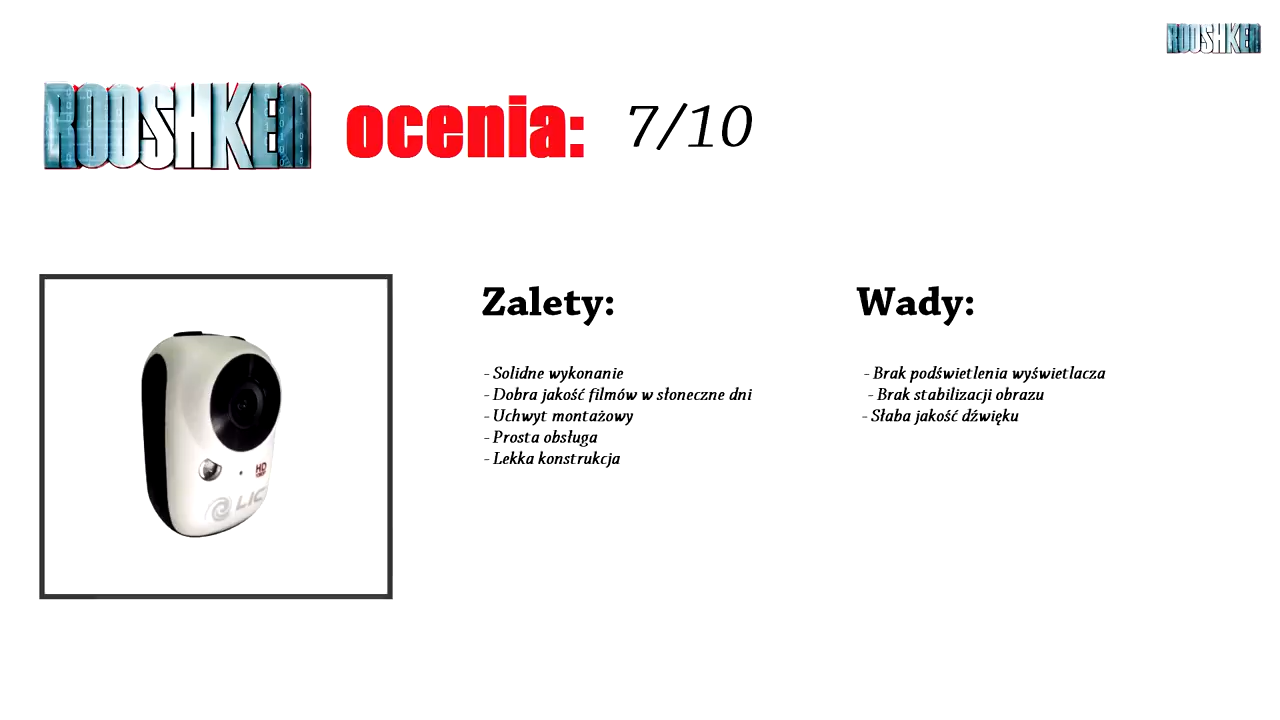 ROOSHKEN
ROOSHKEN ocenia: 7/10
Zalety:
- Solidne wykonanie
- Dobra jakość filmów w słoneczne dni
- Uchwyt montażowy
- Prosta obsługa
- Lekka konstrukcja
Wady:
- Brak podświetlenia wyświetlacza
- Brak stabilizacji obrazu
- Słaba jakość dźwięku
HD